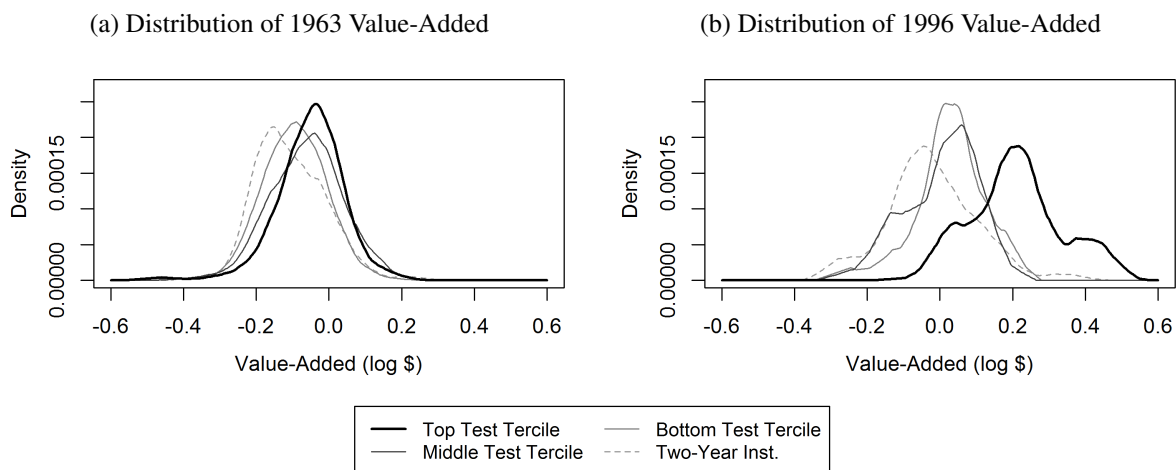 (a) Distribution of 1963 Value-Added
Density
0.00015
0.00000
-0.6 -0.4 -0.2 0.0 0.2 0.4 0.6
Value-Added (log $)
(b) Distribution of 1996 Value-Added
Density
0.00015
0.00000
-0.6 -0.4 -0.2 0.0 0.2 0.4 0.6
Value-Added (log $)
Top Test Tercile
Middle Test Tercile
Bottom Test Tercile
Two-Year Inst.